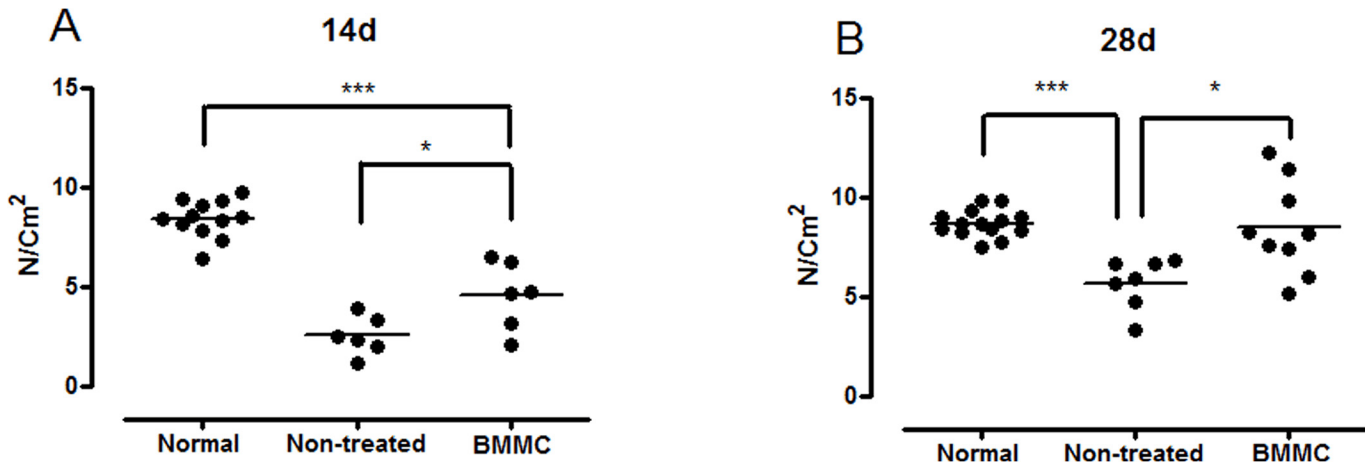 A
14d
15
10
5
0
N/Cm²
***
*
Normal Non-treated BMMC
B
28d
15
10
5
0
N/Cm²
***
*
Normal Non-treated BMMC